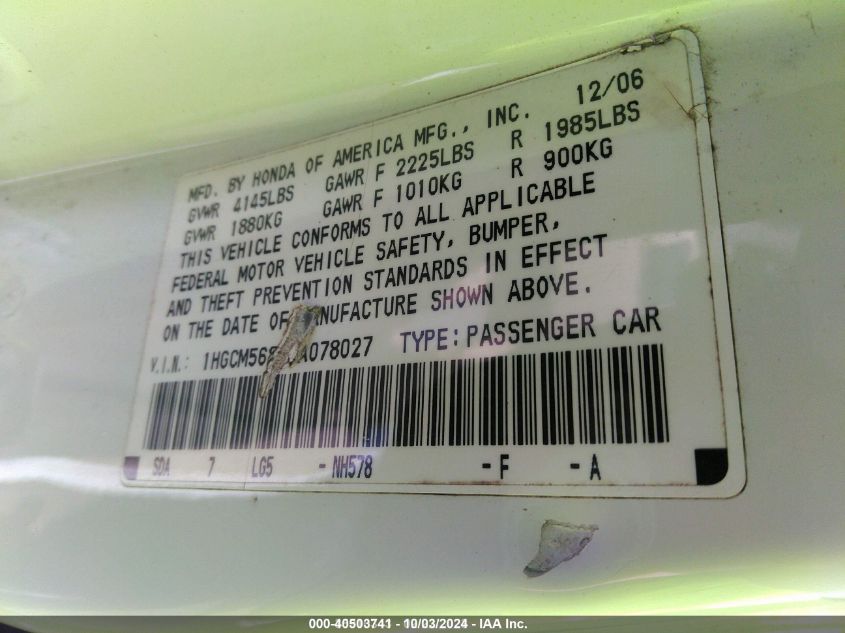 12/06
MFD. BY HONDA OF AMERICA MFG., INC.
GVWR 4145LBS GAWR F 2225LBS R 1985LBS
GVWR 1880KG GAWR F 1010KG R 900KG
THIS VEHICLE CONFORMS TO ALL APPLICABLE
FEDERAL MOTOR VEHICLE SAFETY, BUMPER,
AND THEFT PREVENTION STANDARDS IN EFFECT
ON THE DATE OF MANUFACTURE SHOWN ABOVE.
V.I.N.: TYPE: PASSENGER CAR
SDA 7 LG5 -NH578 -F -A
000-40503741 - 10/03/2024 - IAA Inc.